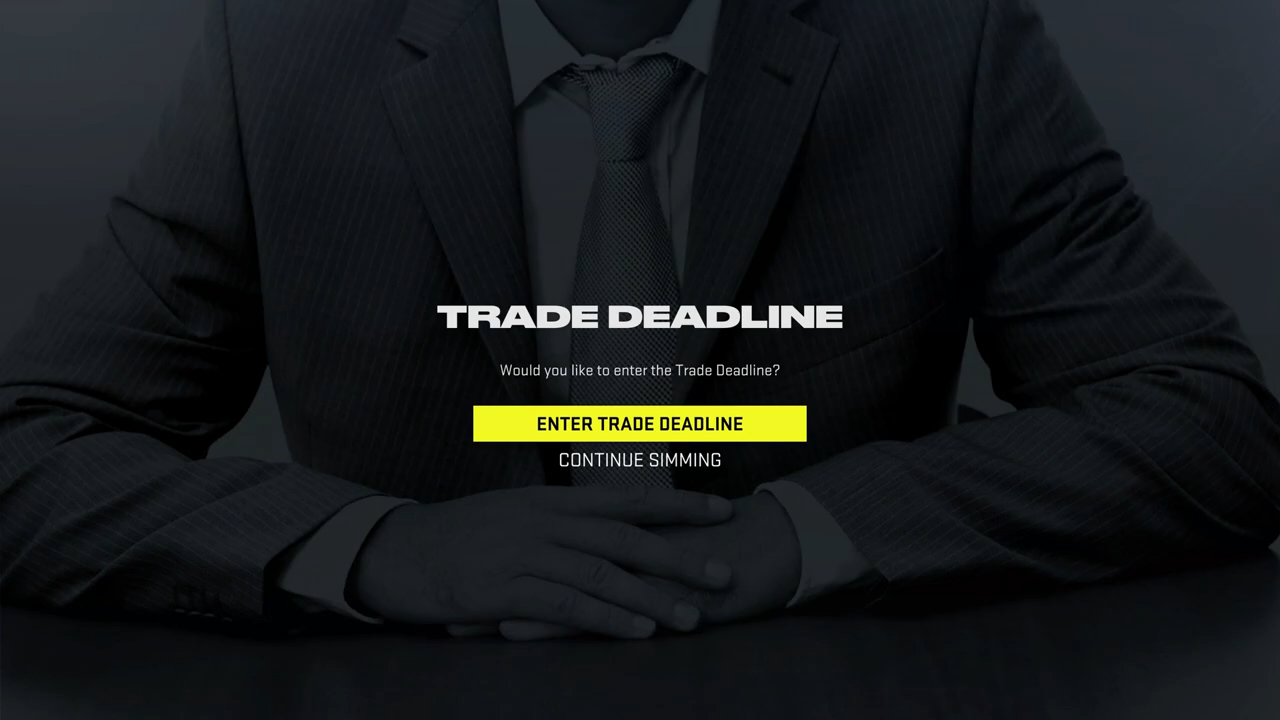 TRADE DEADLINE
Would you like to enter the Trade Deadline?
ENTER TRADE DEADLINE
CONTINUE SIMMING